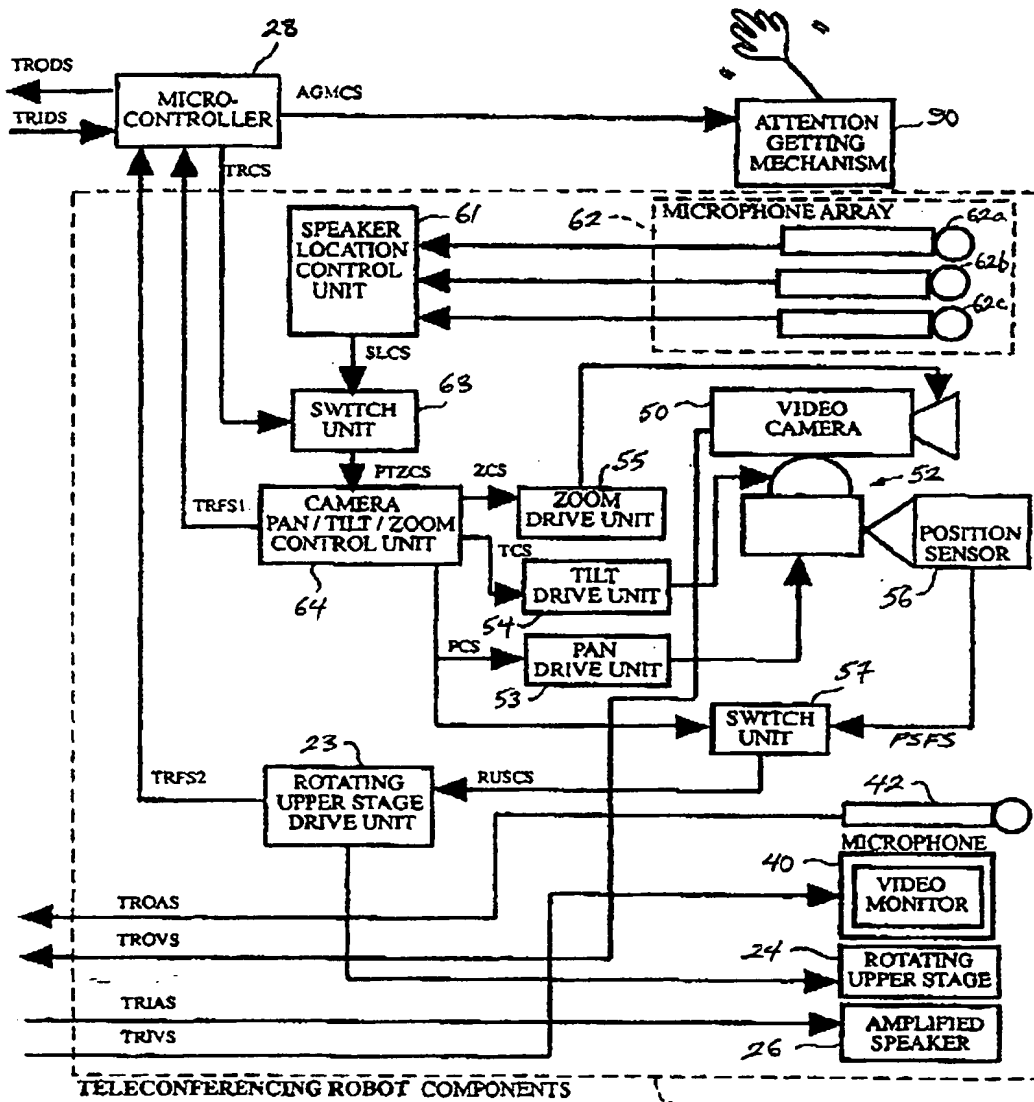 28
TRODS
MICRO-
CONTROLLER
AGMCS
TRIDS
ATTENTION
GETTING
MECHANISM
90
TRCS
61
62
MICROPHONE ARRAY
62a
SPEAKER
LOCATION
CONTROL
UNIT
62b
62c
SLCS
63
SWITCH
UNIT
50
VIDEO
CAMERA
PTZCS
ZCS
55
52
TRFS1
CAMERA
PAN / TILT / ZOOM
CONTROL UNIT
ZOOM
DRIVE UNIT
POSITION
SENSOR
TCS
64
TILT
DRIVE UNIT
54
56
PCS
PAN
DRIVE UNIT
53
57
SWITCH
UNIT
PSFS
23
TRFS2
ROTATING
UPPER STAGE
DRIVE UNIT
RUSCS
42
MICROPHONE
40
VIDEO
MONITOR
TROAS
TROVS
24
ROTATING
UPPER STAGE
TRIAS
TRIVS
26
AMPLIFIED
SPEAKER
TELECONFERENCING ROBOT COMPONENTS